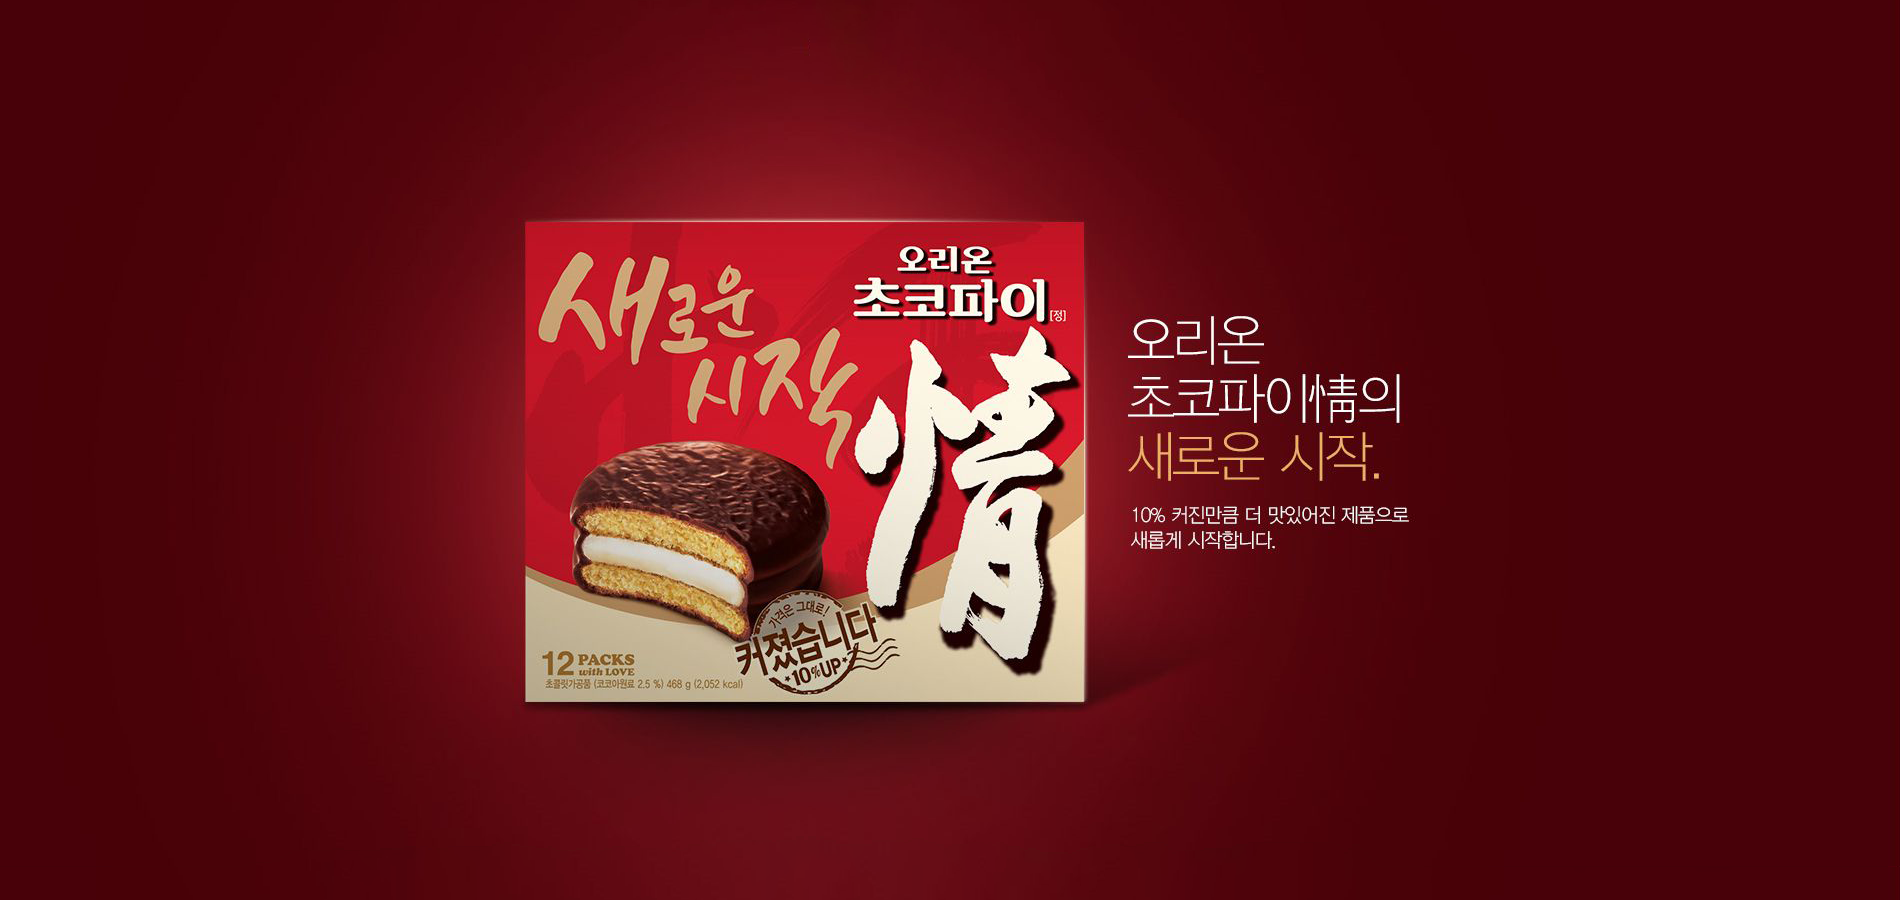 새로운
시작
오리온
초코파이[정]
情
가격은 그대로!
커졌습니다
10%UP
12 PACKS
with LOVE
초콜릿가공품 (코코아원료 2.5 %) 468 g (2,052 kcal)
오리온
초코파이情의
새로운 시작.
10% 커진만큼 더 맛있어진 제품으로
새롭게 시작합니다.